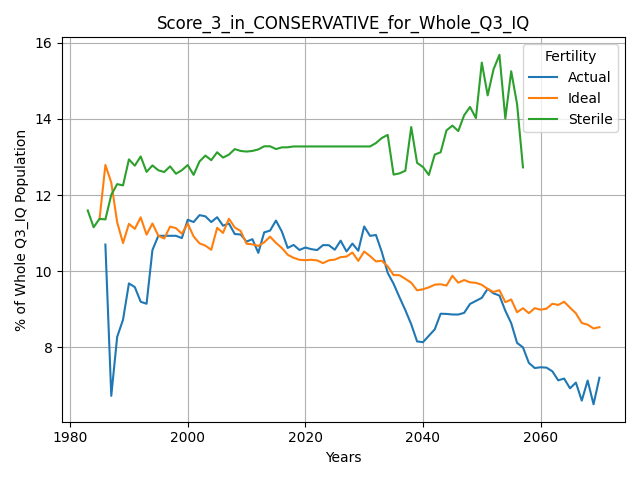 Score_3_in_CONSERVATIVE_for_Whole_Q3_IQ
% of Whole Q3_IQ Population
16
14
12
10
8
Fertility
Actual
Ideal
Sterile
1980 2000 2020 2040 2060
Years